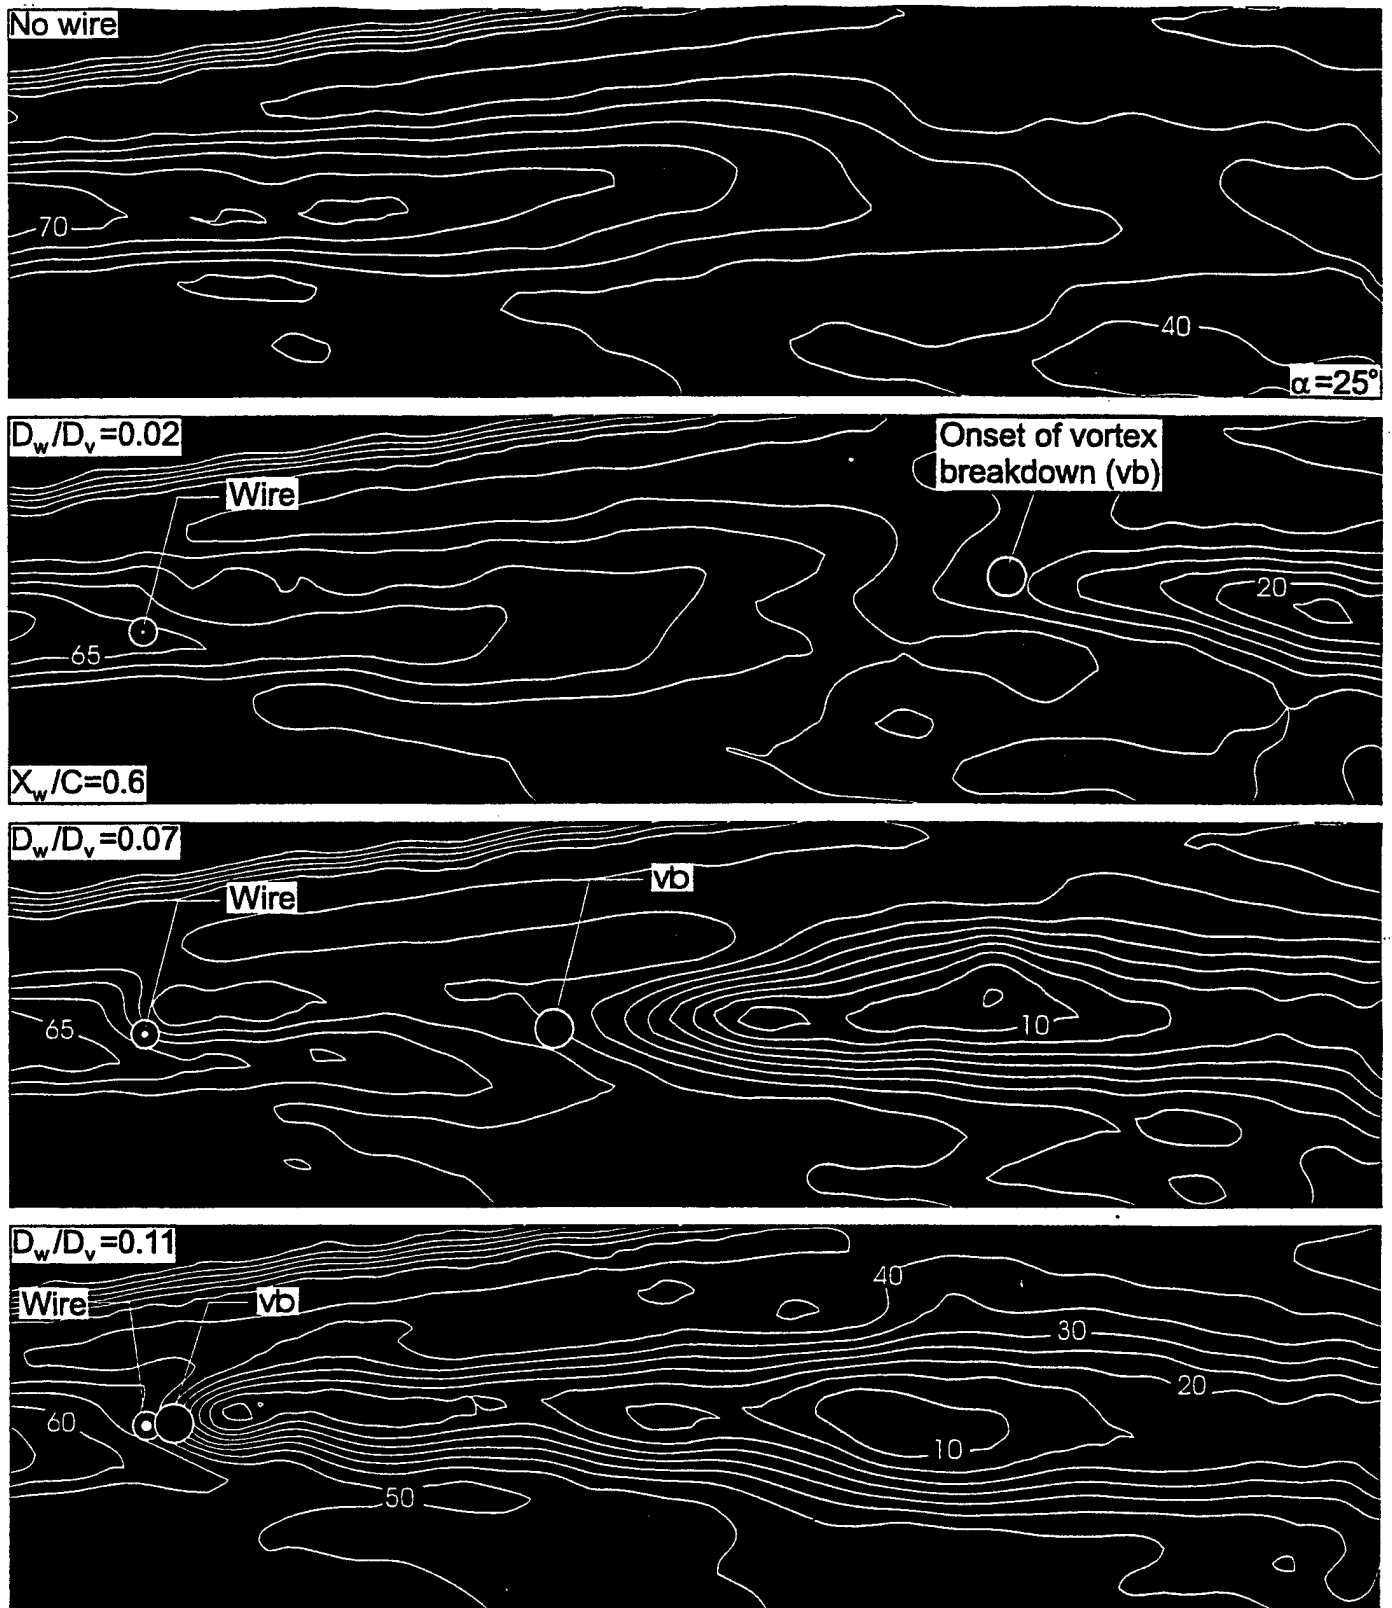 No wire
70
40
α=25°
D_w/D_v=0.02
Onset of vortex
breakdown (vb)
Wire
20
65
X_w/C=0.6
D_w/D_v=0.07
vb
Wire
65
10
D_w/D_v=0.11
40
Wire
vb
30
20
60
10
50